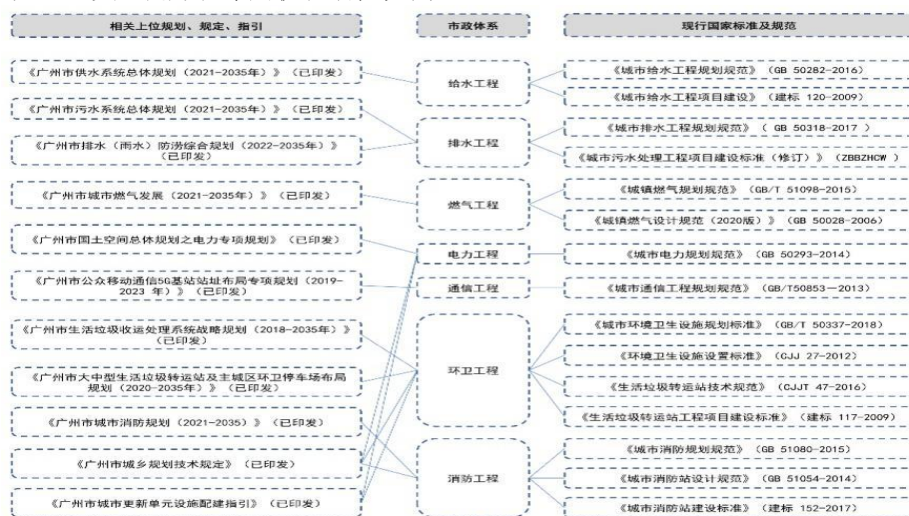 相关上位规划、规定、指引
市政体系
现行国家标准及规范
《广州市供水系统总体规划（2021-2035年）》（已印发）
《广州市污水系统总体规划（2021-2035年）》（已印发）
《广州市排水（雨水）防涝综合规划（2022-2035年）》
（已印发）
《广州市城市燃气发展（2021-2035年）》（已印发）
《广州市国土空间总体规划之电力专项规划》（已印发）
《广州市公众移动通信5G基站站址布局专项规划（2019-
2023 年）》（已印发）
《广州市生活垃圾收运处理系统战略规划（2018-2035年）》
（已印发）
《广州市大中型生活垃圾转运站及主城区环卫停车场布局
规划（2020-2035年）》（已印发）
《广州市城市消防规划（2021-2035）》（已印发）
《广州市城乡规划技术规定》（已印发）
《广州市城市更新单元设施配建指引》（已印发）
给水工程
排水工程
燃气工程
电力工程
通信工程
环卫工程
消防工程
《城市给水工程规划规范》（GB 50282-2016）
《城市给水工程项目建设》（建标 120-2009）
《城市排水工程规划规范》（ GB 50318-2017 ）
《城市污水处理工程项目建设标准（修订）》（ZBBZHCW ）
《城镇燃气规划规范》（GB/T 51098-2015）
《城镇燃气设计规范（2020版）》（GB 50028-2006）
《城市电力规划规范》（GB 50293-2014）
《城市通信工程规划规范》（GB/T50853—2013）
《城市环境卫生设施规划标准》（GB/T 50337-2018）
《环境卫生设施设置标准》（CJJ 27-2012）
《生活垃圾转运站技术规范》（CJJT 47-2016）
《生活垃圾转运站工程项目建设标准》（建标 117-2009）
《城市消防规划规范》（GB 51080-2015）
《城市消防站设计规范》（GB 51054-2014）
《城市消防站建设标准》（建标 152-2017）